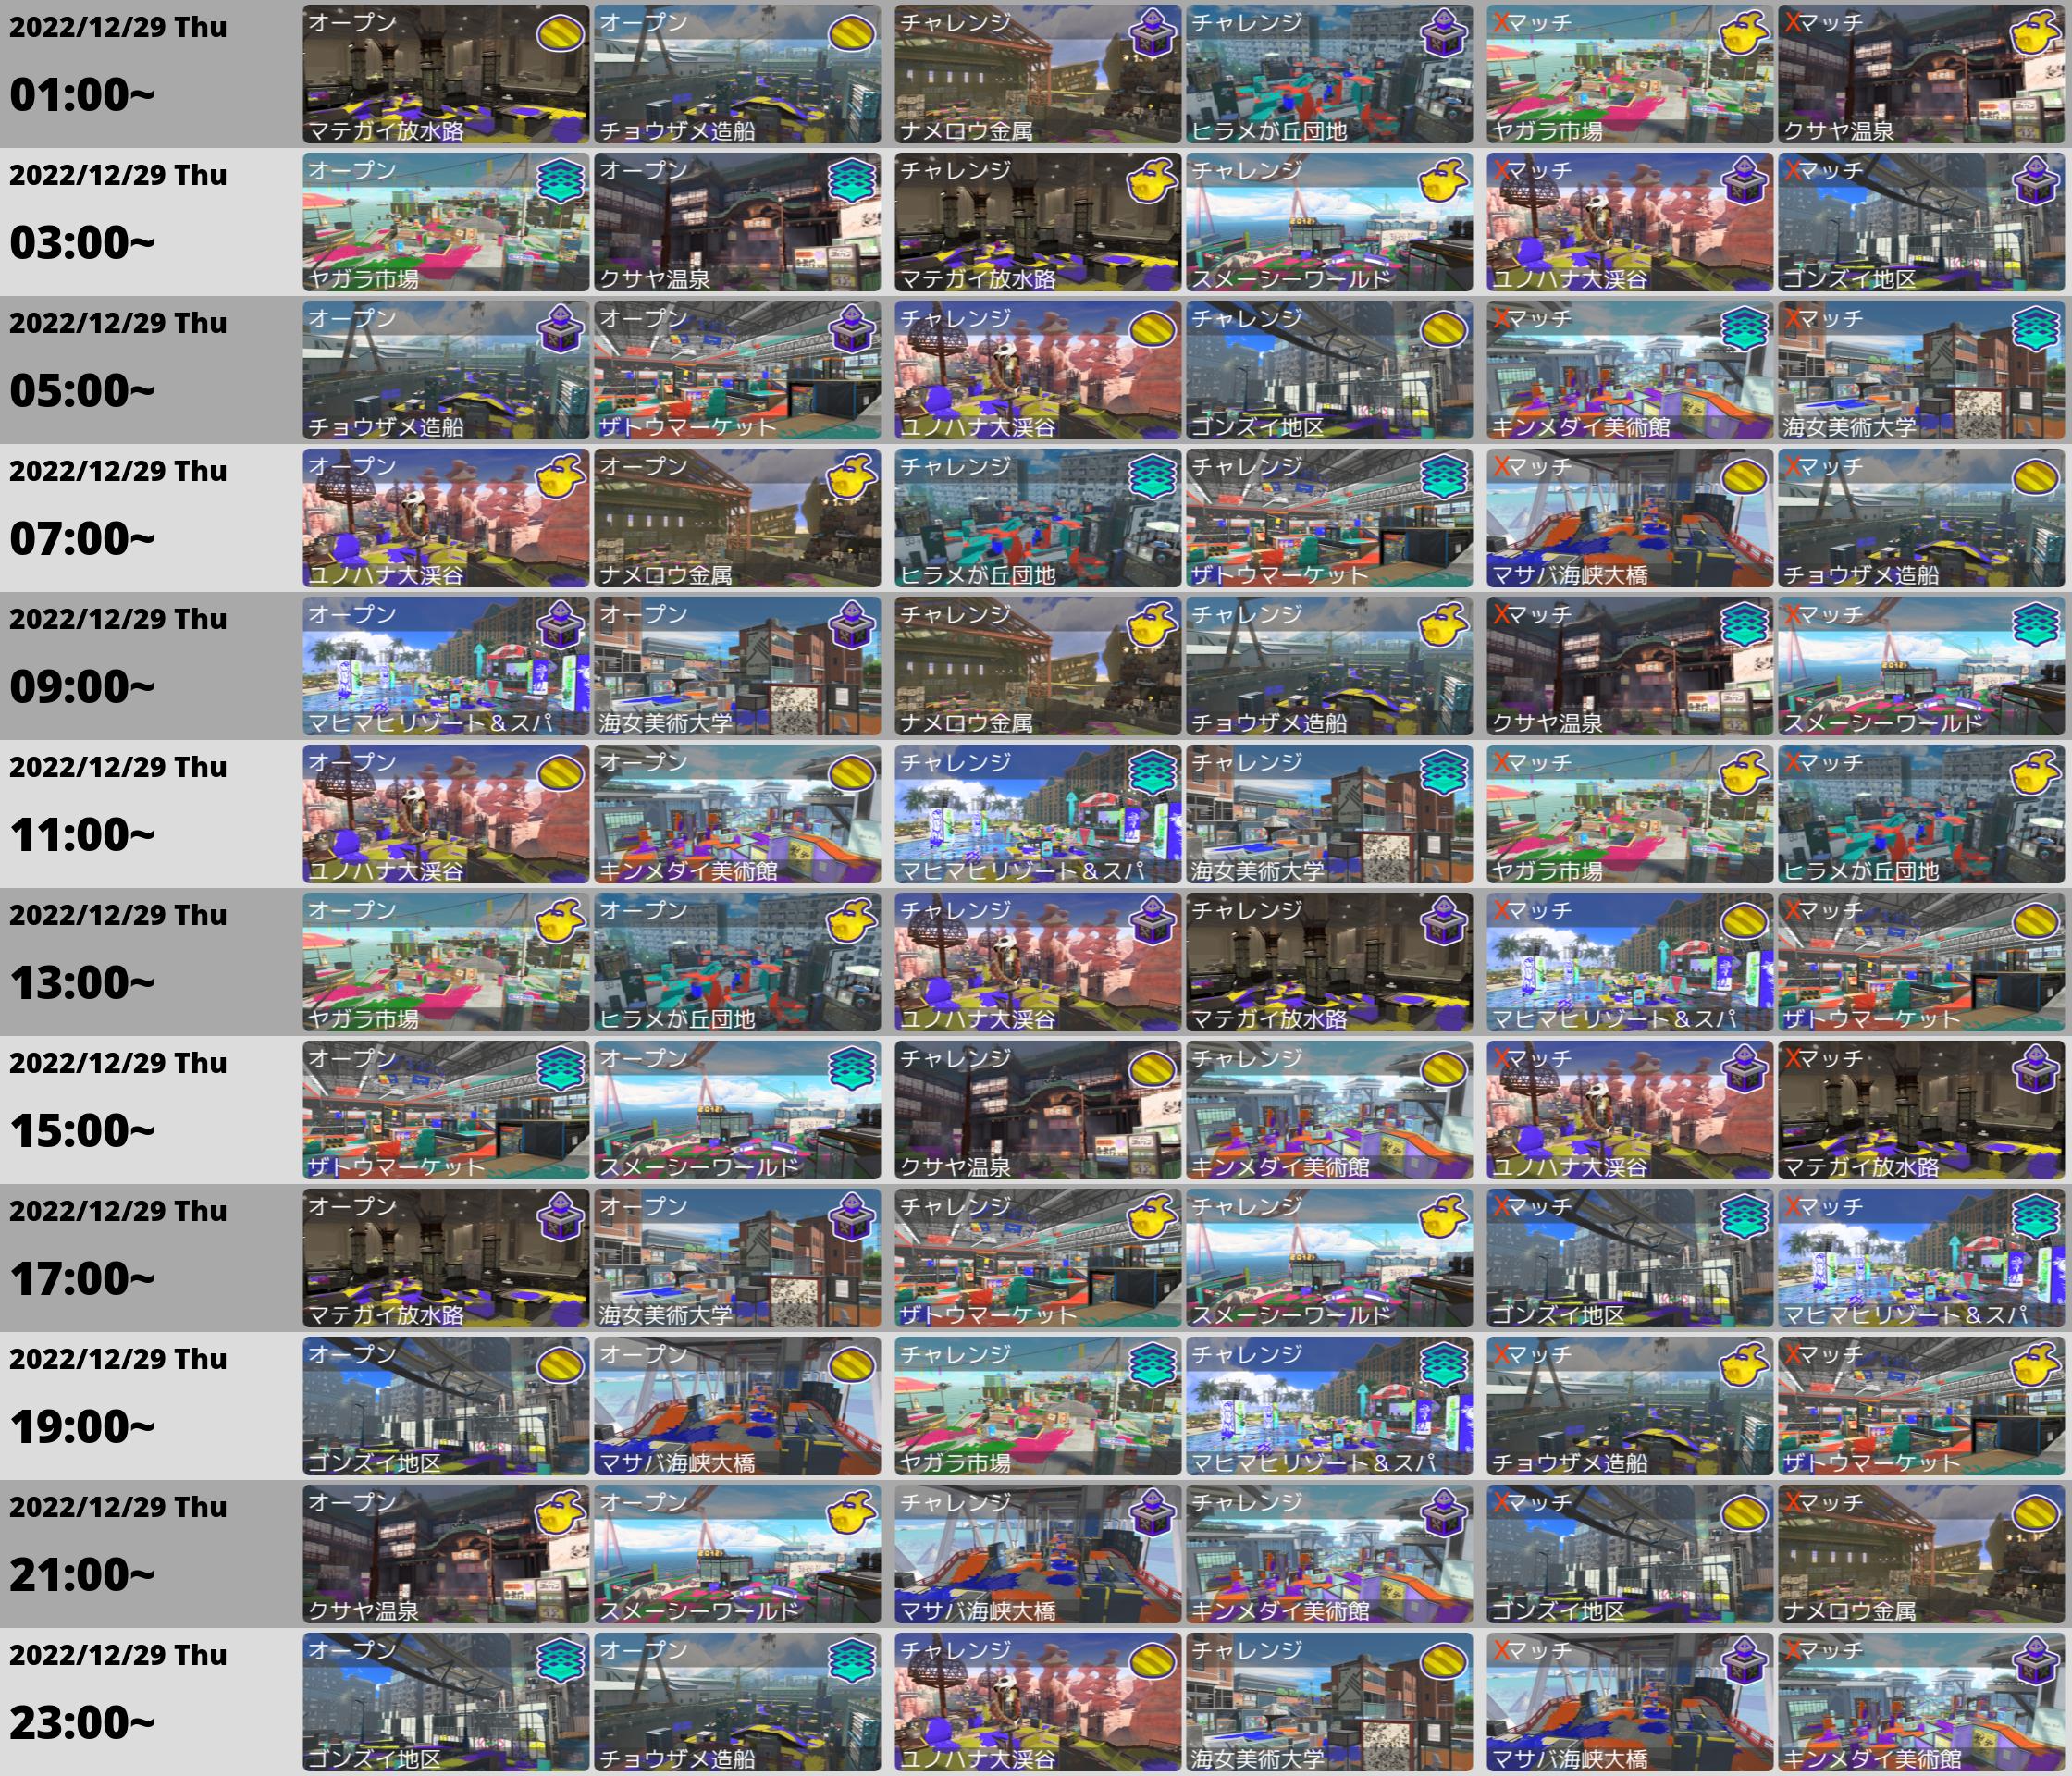 2022/12/29 Thu
01:00~
オープン オープン チャレンジ チャレンジ Xマッチ Xマッチ
マテガイ放水路 チョウザメ造船 ナメロウ金属 ヒラメが丘団地 ヤガラ市場 クサヤ温泉
2022/12/29 Thu
03:00~
オープン オープン チャレンジ チャレンジ Xマッチ Xマッチ
ヤガラ市場 クサヤ温泉 マテガイ放水路 スメーシーワールド ユノハナ大渓谷 ゴンズイ地区
2022/12/29 Thu
05:00~
オープン オープン チャレンジ チャレンジ Xマッチ Xマッチ
チョウザメ造船 ザトウマーケット ユノハナ大渓谷 ゴンズイ地区 キンメダイ美術館 海女美術大学
2022/12/29 Thu
07:00~
オープン オープン チャレンジ チャレンジ Xマッチ Xマッチ
ユノハナ大渓谷 ナメロウ金属 ヒラメが丘団地 ザトウマーケット マサバ海峡大橋 チョウザメ造船
2022/12/29 Thu
09:00~
オープン オープン チャレンジ チャレンジ Xマッチ Xマッチ
マヒマヒリゾート＆スパ 海女美術大学 ナメロウ金属 チョウザメ造船 クサヤ温泉 スメーシーワールド
2022/12/29 Thu
11:00~
オープン オープン チャレンジ チャレンジ Xマッチ Xマッチ
ユノハナ大渓谷 キンメダイ美術館 マヒマヒリゾート＆スパ 海女美術大学 ヤガラ市場 ヒラメが丘団地
2022/12/29 Thu
13:00~
オープン オープン チャレンジ チャレンジ Xマッチ Xマッチ
ヤガラ市場 ヒラメが丘団地 ユノハナ大渓谷 マテガイ放水路 マヒマヒリゾート＆スパ ザトウマーケット
2022/12/29 Thu
15:00~
オープン オープン チャレンジ チャレンジ Xマッチ Xマッチ
ザトウマーケット スメーシーワールド クサヤ温泉 キンメダイ美術館 ユノハナ大渓谷 マテガイ放水路
2022/12/29 Thu
17:00~
オープン オープン チャレンジ チャレンジ Xマッチ Xマッチ
マテガイ放水路 海女美術大学 ザトウマーケット スメーシーワールド ゴンズイ地区 マヒマヒリゾート＆スパ
2022/12/29 Thu
19:00~
オープン オープン チャレンジ チャレンジ Xマッチ Xマッチ
ゴンズイ地区 マサバ海峡大橋 ヤガラ市場 マヒマヒリゾート＆スパ チョウザメ造船 ザトウマーケット
2022/12/29 Thu
21:00~
オープン オープン チャレンジ チャレンジ Xマッチ Xマッチ
クサヤ温泉 スメーシーワールド マサバ海峡大橋 キンメダイ美術館 ゴンズイ地区 ナメロウ金属
2022/12/29 Thu
23:00~
オープン オープン チャレンジ チャレンジ Xマッチ Xマッチ
ゴンズイ地区 チョウザメ造船 ユノハナ大渓谷 海女美術大学 マサバ海峡大橋 キンメダイ美術館